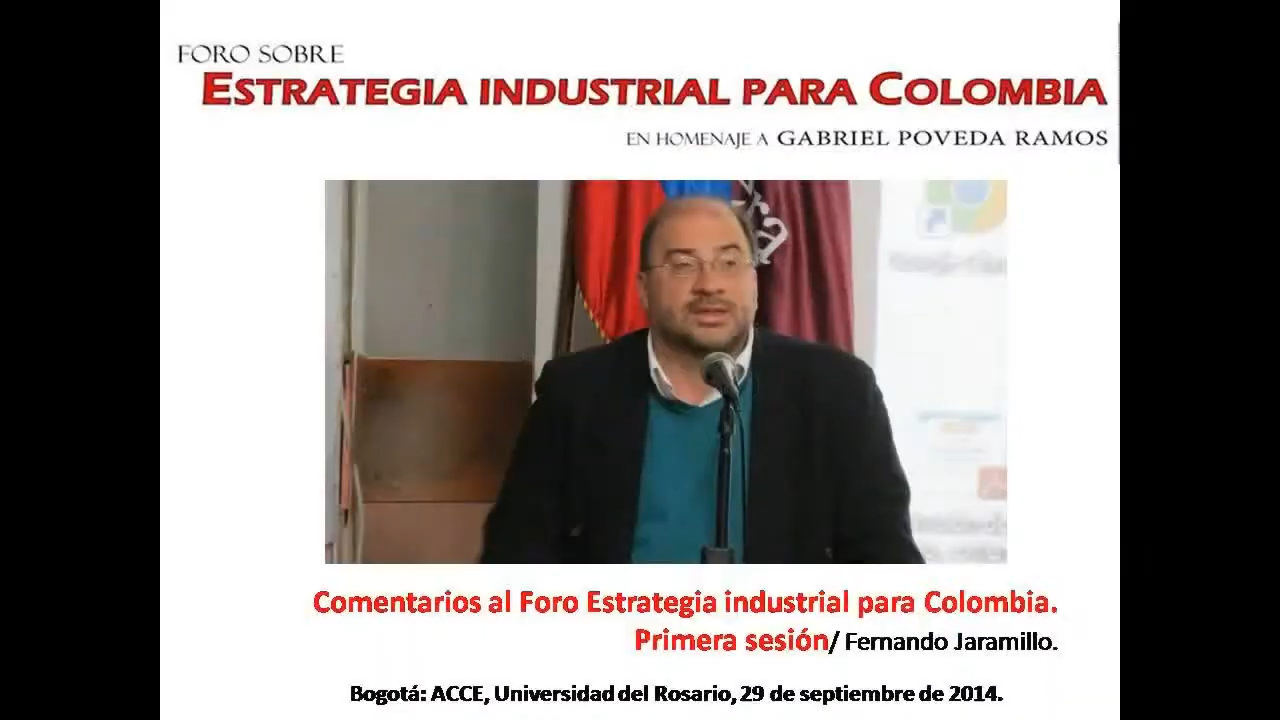 FORO SOBRE
ESTRATEGIA INDUSTRIAL PARA COLOMBIA
EN HOMENAJE A GABRIEL POVEDA RAMOS
Comentarios al Foro Estrategia industrial para Colombia.
Primera sesión/ Fernando Jaramillo.
Bogotá: ACCE, Universidad del Rosario, 29 de septiembre de 2014.